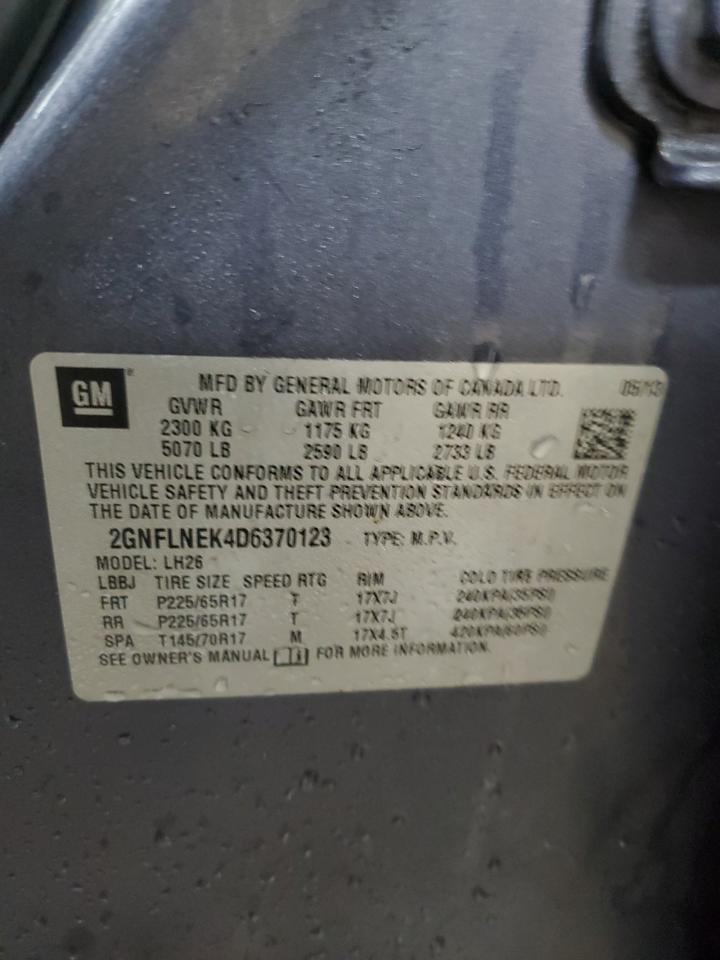 GM ® MFD BY GENERAL MOTORS OF CANADA LTD. 05/13
GVWR GAWR FRT GAWR RR
2300 KG 1175 KG 1240 KG
5070 LB 2590 LB 2733 LB
THIS VEHICLE CONFORMS TO ALL APPLICABLE U.S. FEDERAL MOTOR
VEHICLE SAFETY AND THEFT PREVENTION STANDARDS IN EFFECT ON
THE DATE OF MANUFACTURE SHOWN ABOVE.
2GNFLNEK4D6370123 TYPE: M.P.V.
MODEL: LH26
LBBJ TIRE SIZE SPEED RTG RIM COLD TIRE PRESSURE
FRT P225/65R17 T 17X7J 240KPA(35PSI)
RR P225/65R17 T 17X7J 240KPA(35PSI)
SPA T145/70R17 M 17X4.5T 420KPA(60PSI)
SEE OWNER'S MANUAL FOR MORE INFORMATION.